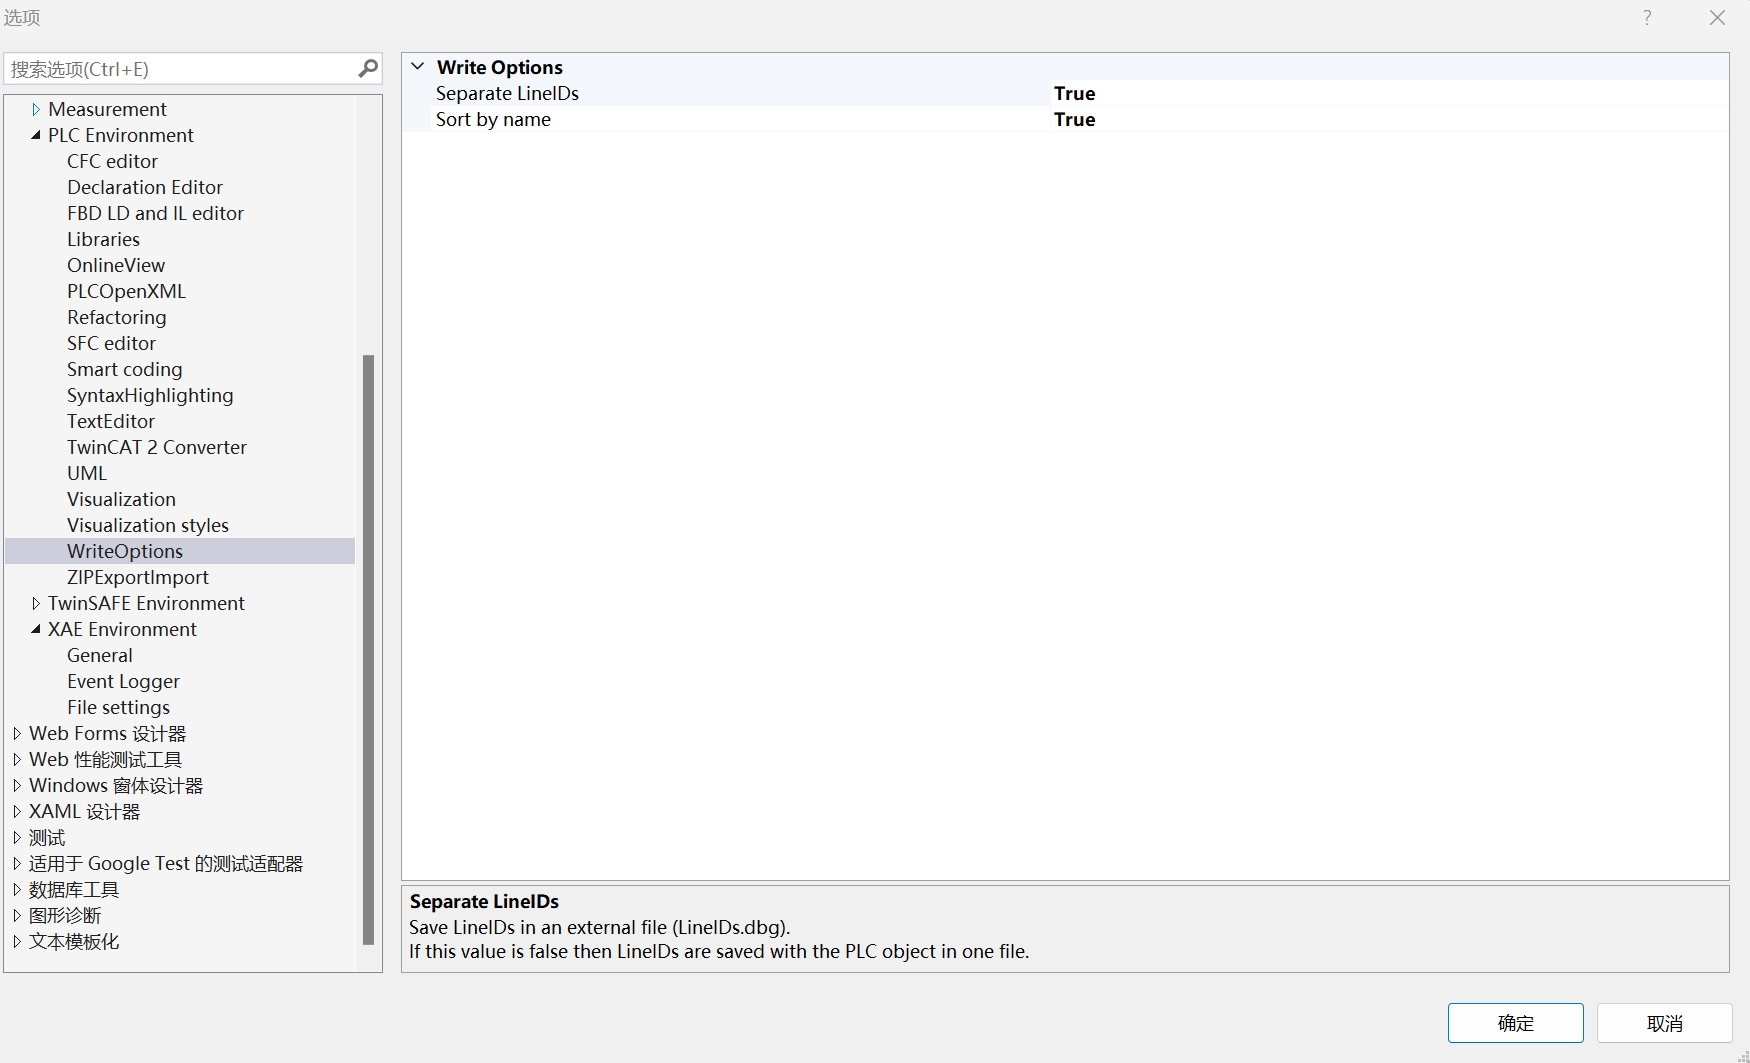 选项
搜索选项(Ctrl+E)
Measurement
PLC Environment
CFC editor
Declaration Editor
FBD LD and IL editor
Libraries
OnlineView
PLCOpenXML
Refactoring
SFC editor
Smart coding
SyntaxHighlighting
TextEditor
TwinCAT 2 Converter
UML
Visualization
Visualization styles
WriteOptions
ZIPExportImport
TwinSAFE Environment
XAE Environment
General
Event Logger
File settings
Web Forms 设计器
Web 性能测试工具
Windows 窗体设计器
XAML 设计器
测试
适用于 Google Test 的测试适配器
数据库工具
图形诊断
文本模板化
Write Options
Separate LineIDs True
Sort by name True
Separate LineIDs
Save LineIDs in an external file (LineIDs.dbg).
If this value is false then LineIDs are saved with the PLC object in one file.
确定
取消